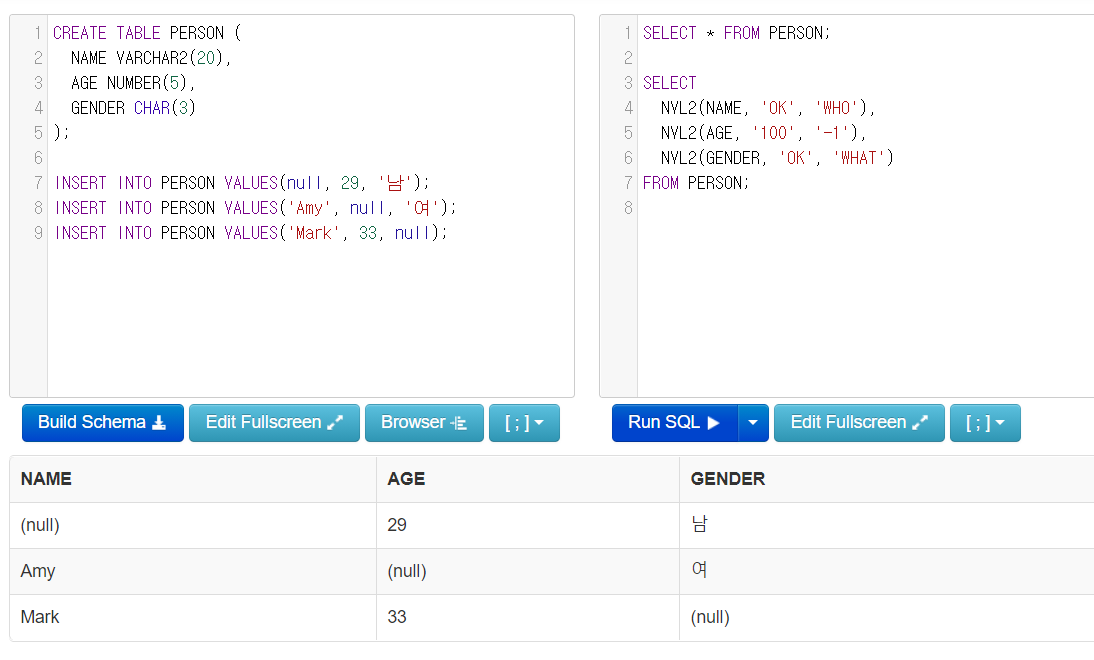 1 CREATE TABLE PERSON (
2 NAME VARCHAR2(20),
3 AGE NUMBER(5),
4 GENDER CHAR(3)
5 );
6
7 INSERT INTO PERSON VALUES(null, 29, '남');
8 INSERT INTO PERSON VALUES('Amy', null, '여');
9 INSERT INTO PERSON VALUES('Mark', 33, null);
1 SELECT * FROM PERSON;
2
3 SELECT
4 NVL2(NAME, 'OK', 'WHO'),
5 NVL2(AGE, '100', '-1'),
6 NVL2(GENDER, 'OK', 'WHAT')
7 FROM PERSON;
8
Build Schema Edit Fullscreen Browser [ ; ]
Run SQL Edit Fullscreen [ ; ]
NAME AGE GENDER
(null) 29 남
Amy (null) 여
Mark 33 (null)